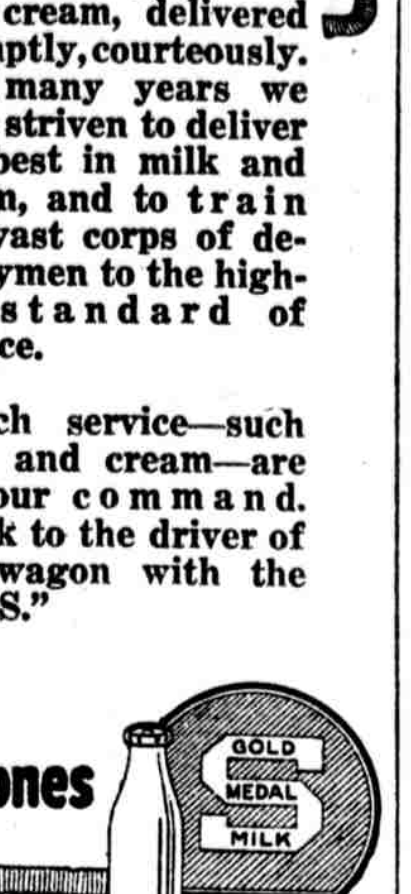 cream, delivered
ptly, courteously.
many years we
striven to deliver
best in milk and
m, and to train
vast corps of de-
ymen to the high-
standard of
ce.
ch service—such
and cream—are
our command.
k to the driver of
wagon with the
S.”
ones
GOLD
MEDAL
MILK